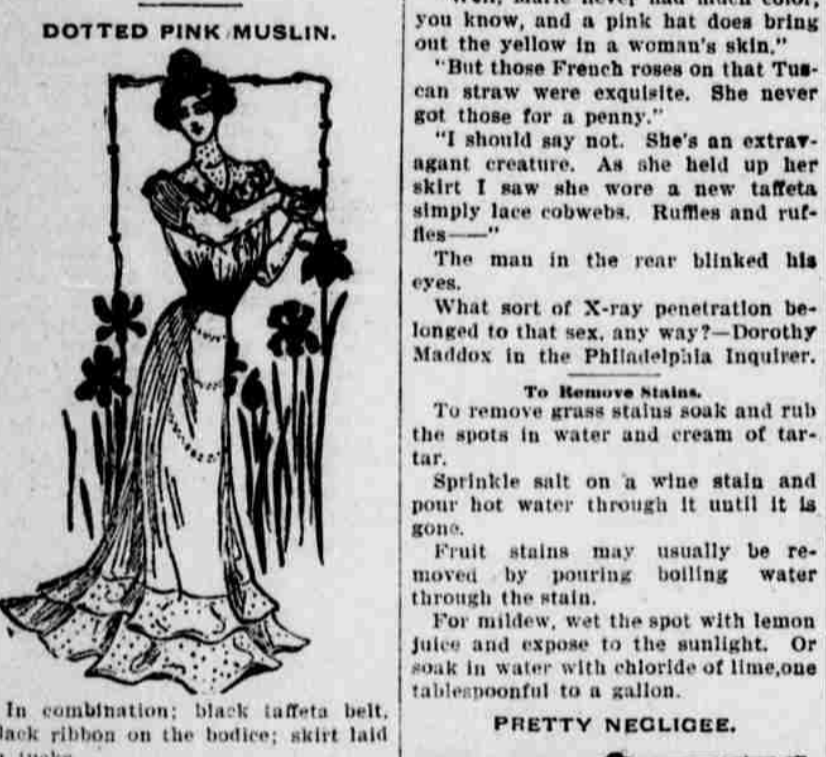 DOTTED PINK MUSLIN.
In combination: black taffeta belt,
black ribbon on the bodice; skirt laid
you know, and a pink hat does bring
out the yellow in a woman's skin."
"But those French roses on that Tus-
can straw were exquisite. She never
got those for a penny."
"I should say not. She's an extrav-
agant creature. As she held up her
skirt I saw she wore a new taffeta
simply lace cobwebs. Ruffles and ruf-
fles——"
The man in the rear blinked his
eyes.
What sort of X-ray penetration be-
longed to that sex, any way?—Dorothy
Maddox in the Philadelphia Inquirer.
To Remove Stains.
To remove grass stains soak and rub
the spots in water and cream of tar-
tar.
Sprinkle salt on a wine stain and
pour hot water through it until it is
gone.
Fruit stains may usually be re-
moved by pouring boiling water
through the stain.
For mildew, wet the spot with lemon
juice and expose to the sunlight. Or
soak in water with chloride of lime,one
tablespoonful to a gallon.
PRETTY NEGLIGEE.